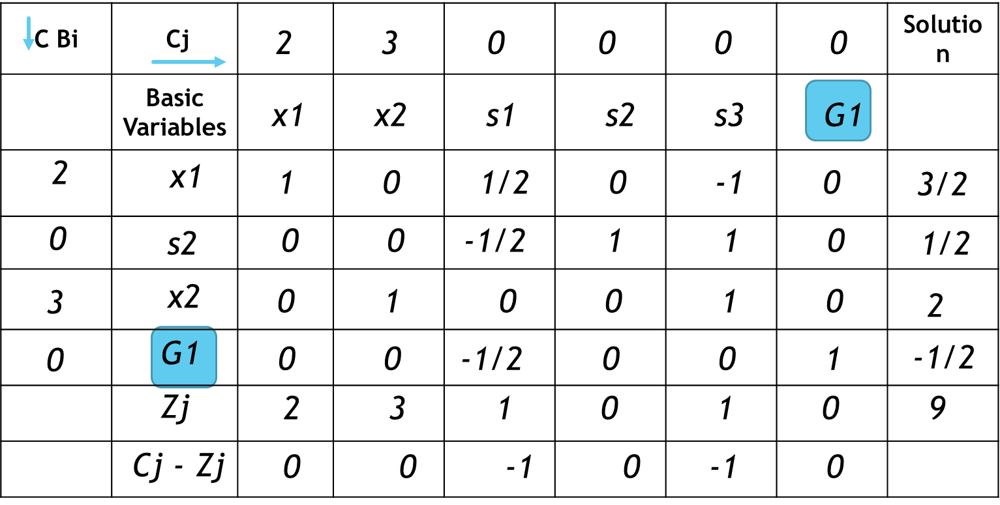 C Bi Cj 2 3 0 0 0 0 Solutio
n
Basic
Variables x1 x2 s1 s2 s3 G1
2 x1 1 0 1/2 0 -1 0 3/2
0 s2 0 0 -1/2 1 1 0 1/2
3 x2 0 1 0 0 1 0 2
0 G1 0 0 -1/2 0 0 1 -1/2
Zj 2 3 1 0 1 0 9
Cj - Zj 0 0 -1 0 -1 0